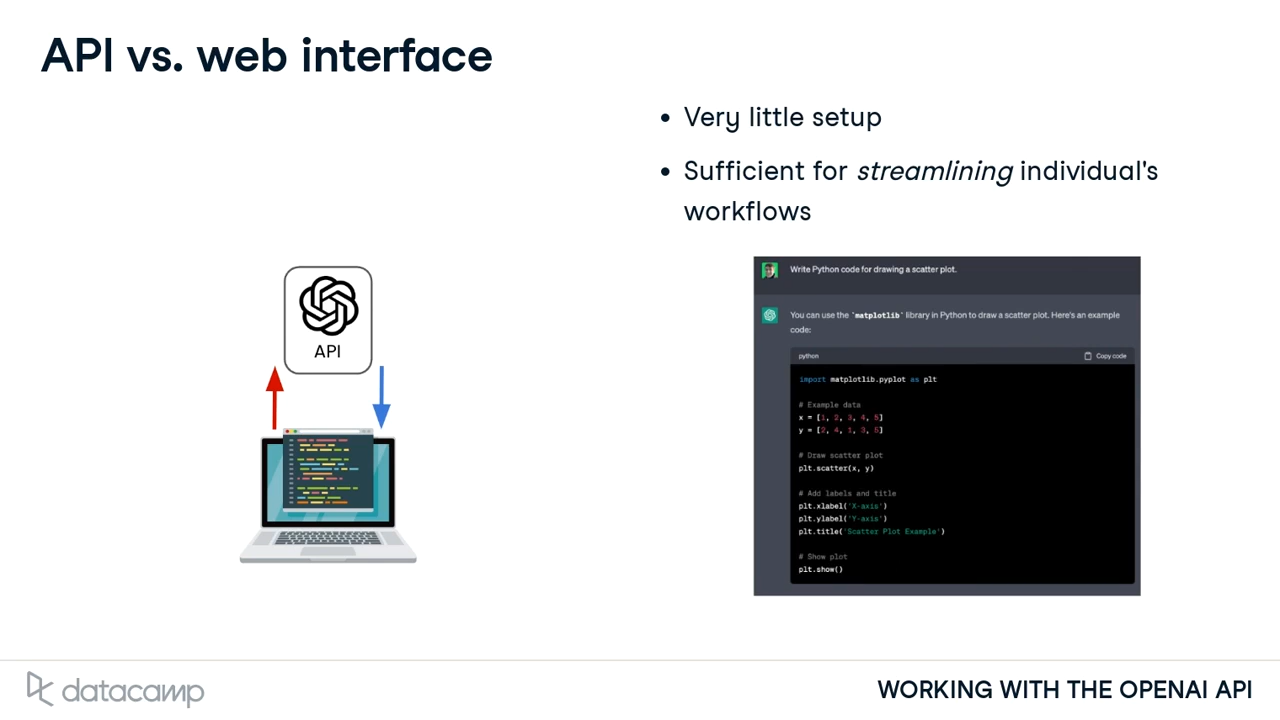 API vs. web interface
• Very little setup
• Sufficient for streamlining individual's
workflows
API
Write Python code for drawing a scatter plot.
You can use the `matplotlib` library in Python to draw a scatter plot. Here's an example
code:
python
Copy code
import matplotlib.pyplot as plt
# Example data
x = [1, 2, 3, 4, 5]
y = [2, 4, 1, 3, 5]
# Draw scatter plot
plt.scatter(x, y)
# Add labels and title
plt.xlabel('X-axis')
plt.ylabel('Y-axis')
plt.title('Scatter Plot Example')
# Show plot
plt.show()
datacamp
WORKING WITH THE OPENAI API